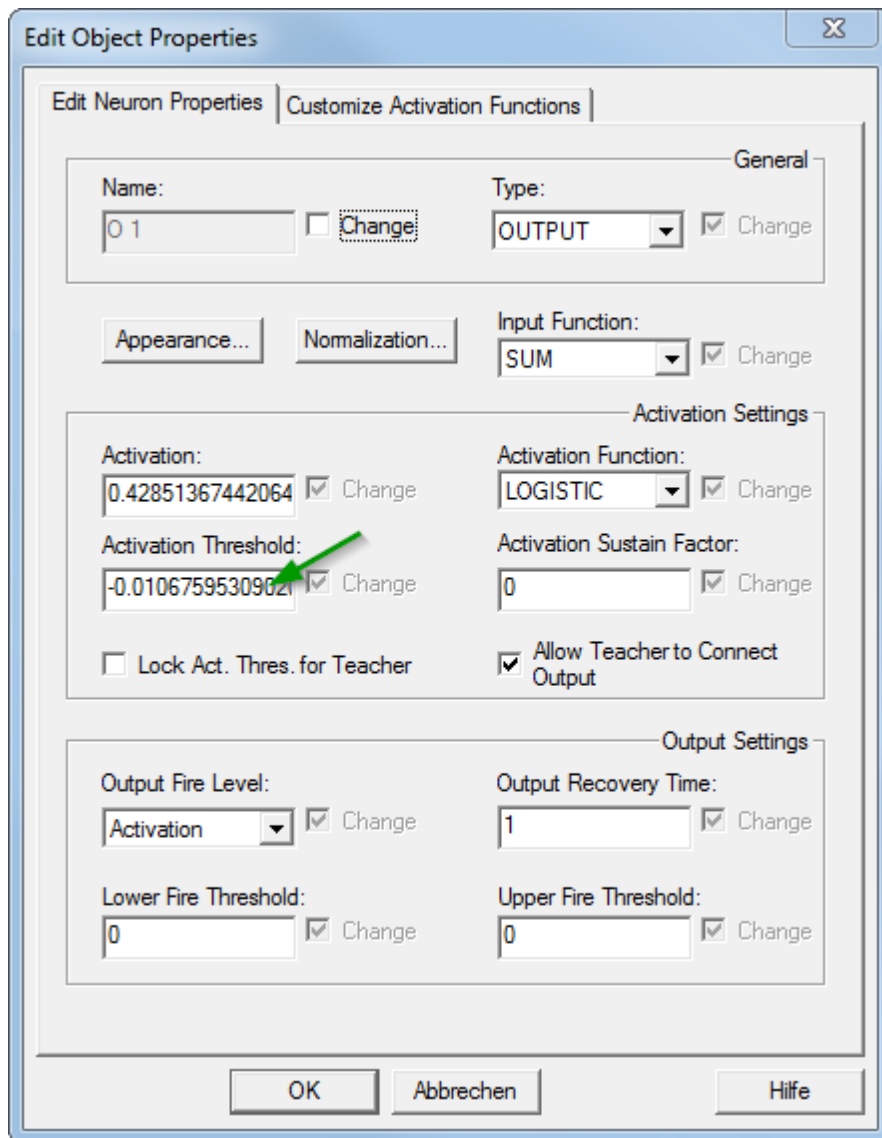 Edit Object Properties
Edit Neuron Properties
Customize Activation Functions
General
Name:
Type:
O 1
Change
OUTPUT
Change
Appearance...
Normalization...
Input Function:
SUM
Change
Activation Settings
Activation:
Activation Function:
0.42851367442064
Change
LOGISTIC
Change
Activation Threshold:
Activation Sustain Factor:
Change
0
Change
Lock Act. Thres. for Teacher
Allow Teacher to Connect
Output
Output Settings
Output Fire Level:
Output Recovery Time:
Activation
Change
1
Change
Lower Fire Threshold:
Upper Fire Threshold:
0
Change
0
Change
OK
Abbrechen
Hilfe